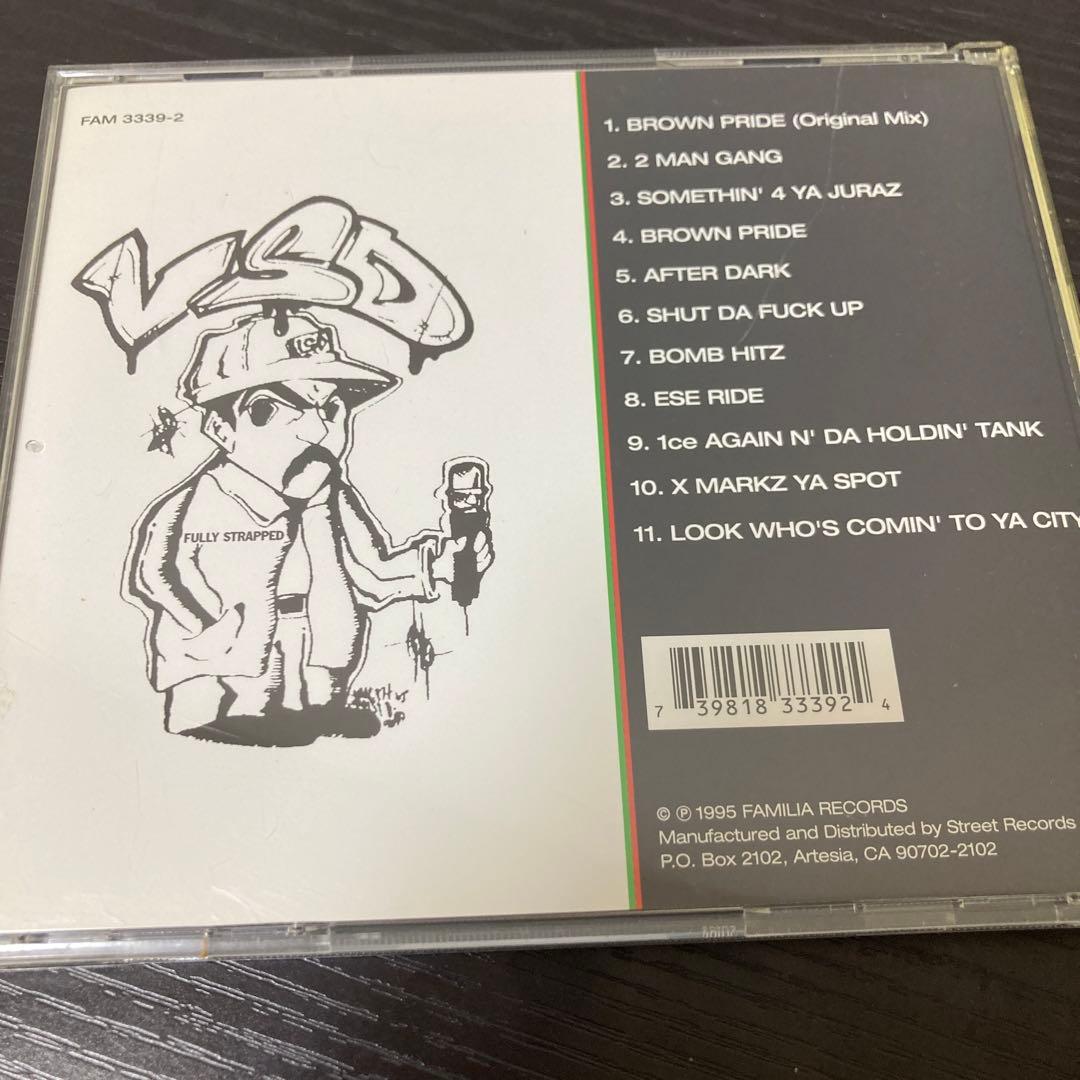 FAM 3339-2
LSD
FULLY STRAPPED
1. BROWN PRIDE (Original Mix)
2. 2 MAN GANG
3. SOMETHIN' 4 YA JURAZ
4. BROWN PRIDE
5. AFTER DARK
6. SHUT DA FUCK UP
7. BOMB HITZ
8. ESE RIDE
9. 1ce AGAIN N' DA HOLDIN' TANK
10. X MARKZ YA SPOT
11. LOOK WHO'S COMIN' TO YA CITY
7 39818 33392 4
© ℗ 1995 FAMILIA RECORDS
Manufactured and Distributed by Street Records
P.O. Box 2102, Artesia, CA 90702-2102